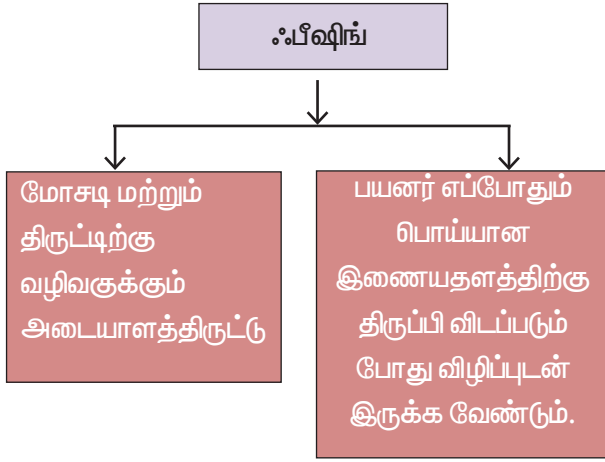 ஃபீஷிங்
மோசடி மற்றும்
திருட்டிற்கு
வழிவகுக்கும்
அடையாளத்திருட்டு
பயனர் எப்போதும்
பொய்யான
இணையதளத்திற்கு
திருப்பி விடப்படும்
போது விழிப்புடன்
இருக்க வேண்டும்.